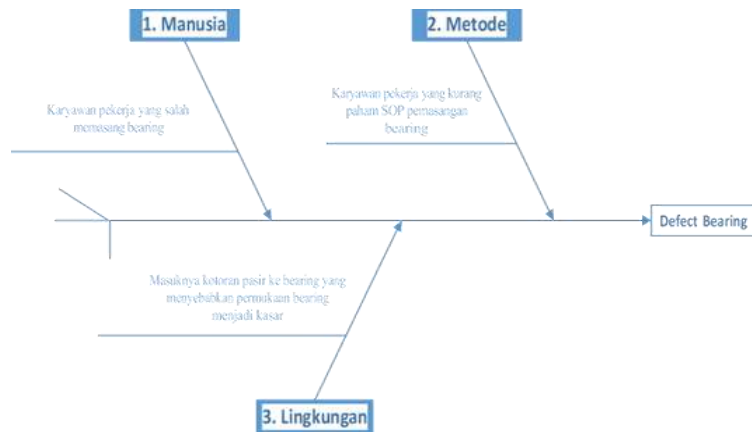 1. Manusia
2. Metode
Karyawan pekerja yang salah
memasang bearing
Karyawan pekerja yang kurang
paham SOP pemasangan
bearing
Defect Bearing
Masuknya kotoran pasir ke bearing yang
menyebabkan permukaan bearing
menjadi kasar
3. Lingkungan